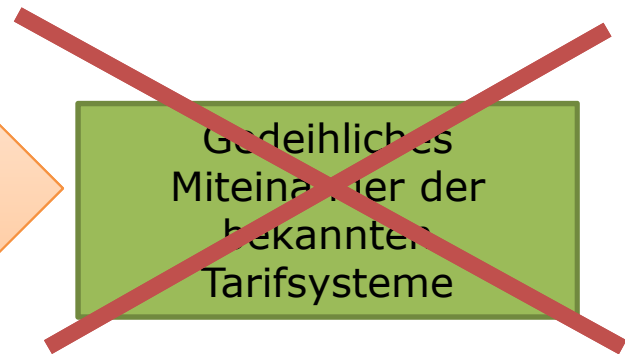 Gedeihliches
Miteinander der
bekannten
Tarifsysteme